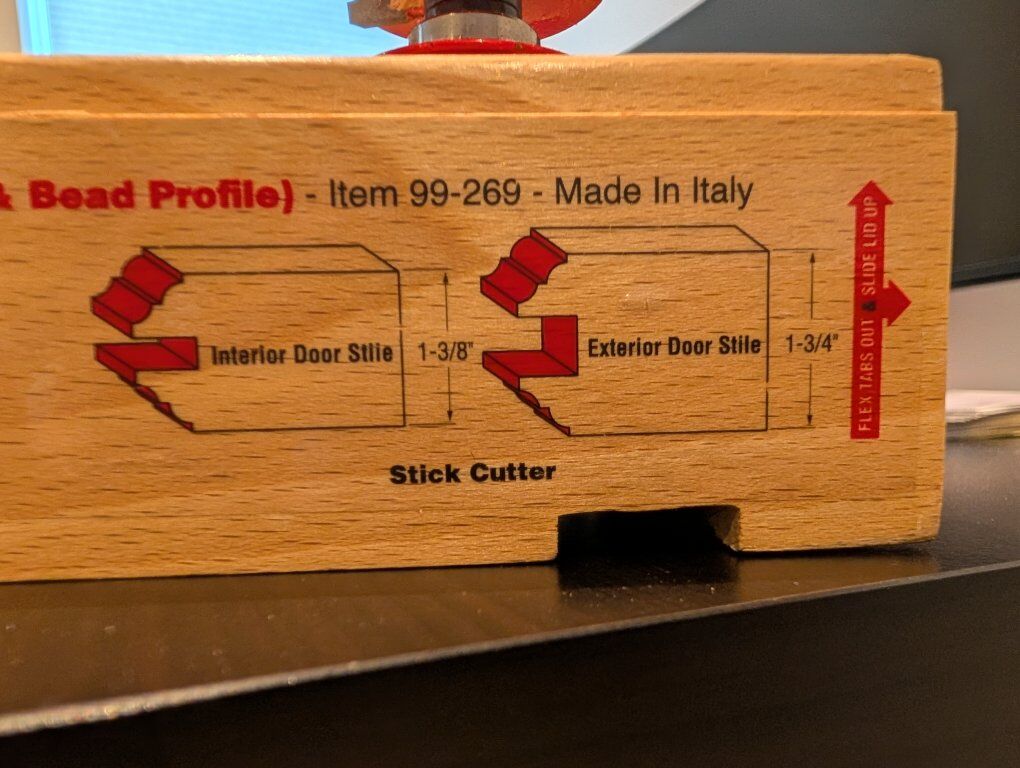 & Bead Profile) - Item 99-269 - Made In Italy
Interior Door Stile
1-3/8"
Exterior Door Stile
1-3/4"
FLEX TABS OUT & SLIDE LID UP
Stick Cutter